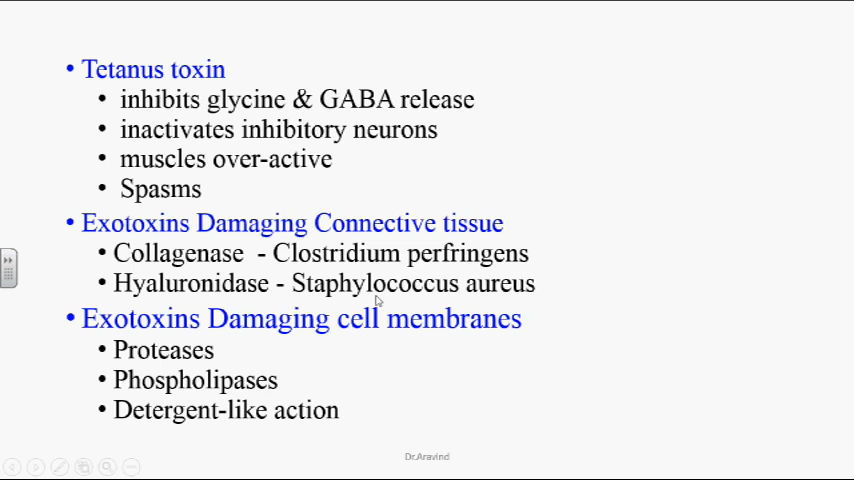 • Tetanus toxin
• inhibits glycine & GABA release
• inactivates inhibitory neurons
• muscles over-active
• Spasms
• Exotoxins Damaging Connective tissue
• Collagenase - Clostridium perfringens
• Hyaluronidase - Staphylococcus aureus
• Exotoxins Damaging cell membranes
• Proteases
• Phospholipases
• Detergent-like action
Dr.Aravind